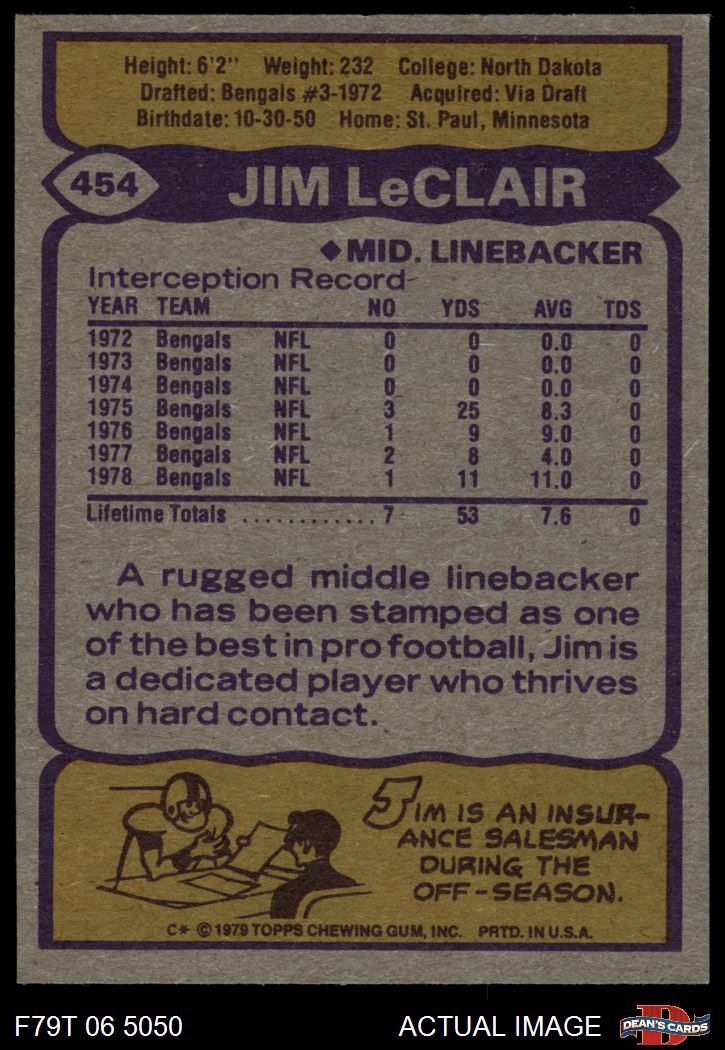 Height: 6'2" Weight: 232 College: North Dakota
Drafted: Bengals #3-1972 Acquired: Via Draft
Birthdate: 10-30-50 Home: St. Paul, Minnesota
454 JIM LeCLAIR
◆MID. LINEBACKER
Interception Record
YEAR TEAM NO YDS AVG TDS
1972 Bengals NFL 0 0 0.0 0
1973 Bengals NFL 0 0 0.0 0
1974 Bengals NFL 0 0 0.0 0
1975 Bengals NFL 3 25 8.3 0
1976 Bengals NFL 1 9 9.0 0
1977 Bengals NFL 2 8 4.0 0
1978 Bengals NFL 1 11 11.0 0
Lifetime Totals ............ 7 53 7.6 0
A rugged middle linebacker
who has been stamped as one
of the best in pro football, Jim is
a dedicated player who thrives
on hard contact.
JIM IS AN INSUR-
ANCE SALESMAN
DURING THE
OFF-SEASON.
C* © 1979 TOPPS CHEWING GUM, INC. PRTD. IN U.S.A.
F79T 06 5050 ACTUAL IMAGE D DEAN'S CARDS